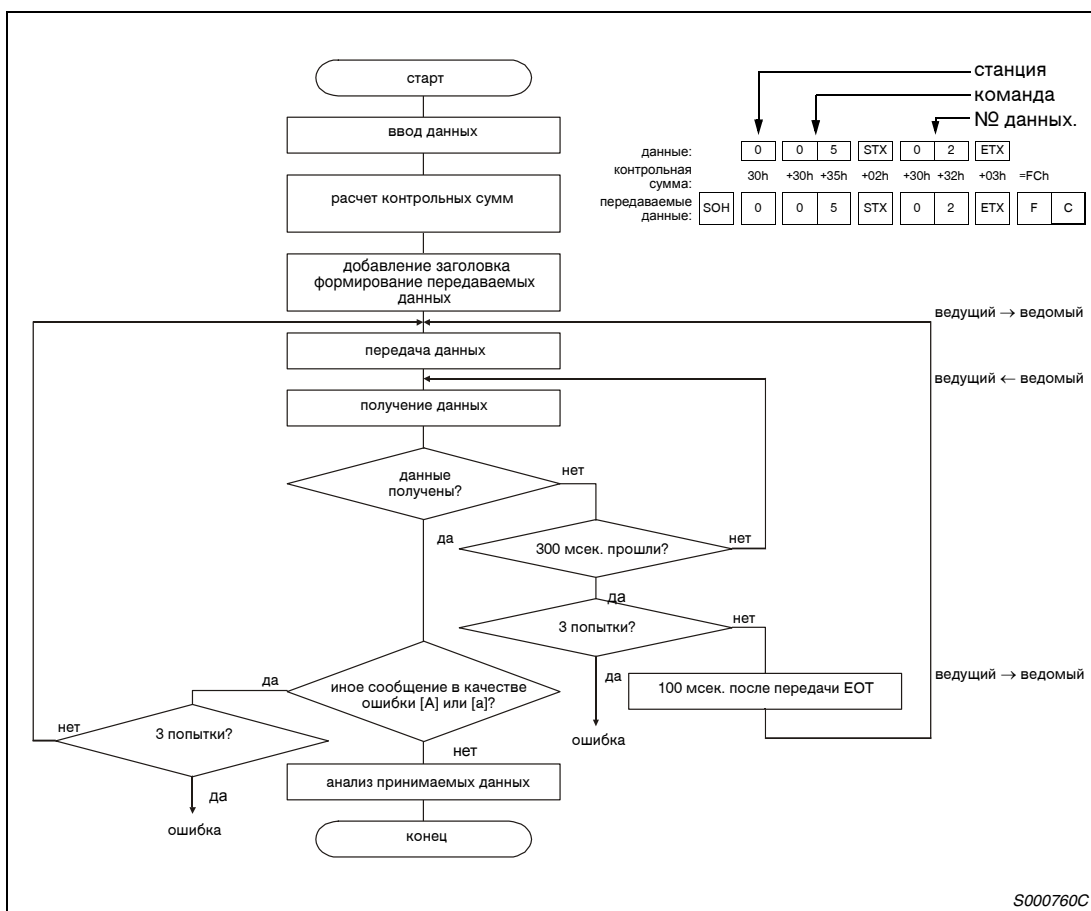 старт
ввод данных
расчет контрольных сумм
добавление заголовка
формирование передаваемых
данных
передача данных
получение данных
данные
получены?
нет
да
300 мсек. прошли?
нет
да
3 попытки?
нет
да
100 мсек. после передачи EOT
ошибка
иное сообщение в качестве
ошибки [A] или [a]?
да
нет
3 попытки?
нет
да
ошибка
анализ принимаемых данных
конец
станция
команда
№ данных.
данные: 0 0 5 STX 0 2 ETX
контрольная
сумма: 30h +30h +35h +02h +30h +32h +03h =FCh
передаваемые
данные: SOH 0 0 5 STX 0 2 ETX F C
ведущий → ведомый
ведущий ← ведомый
ведущий → ведомый
S000760C